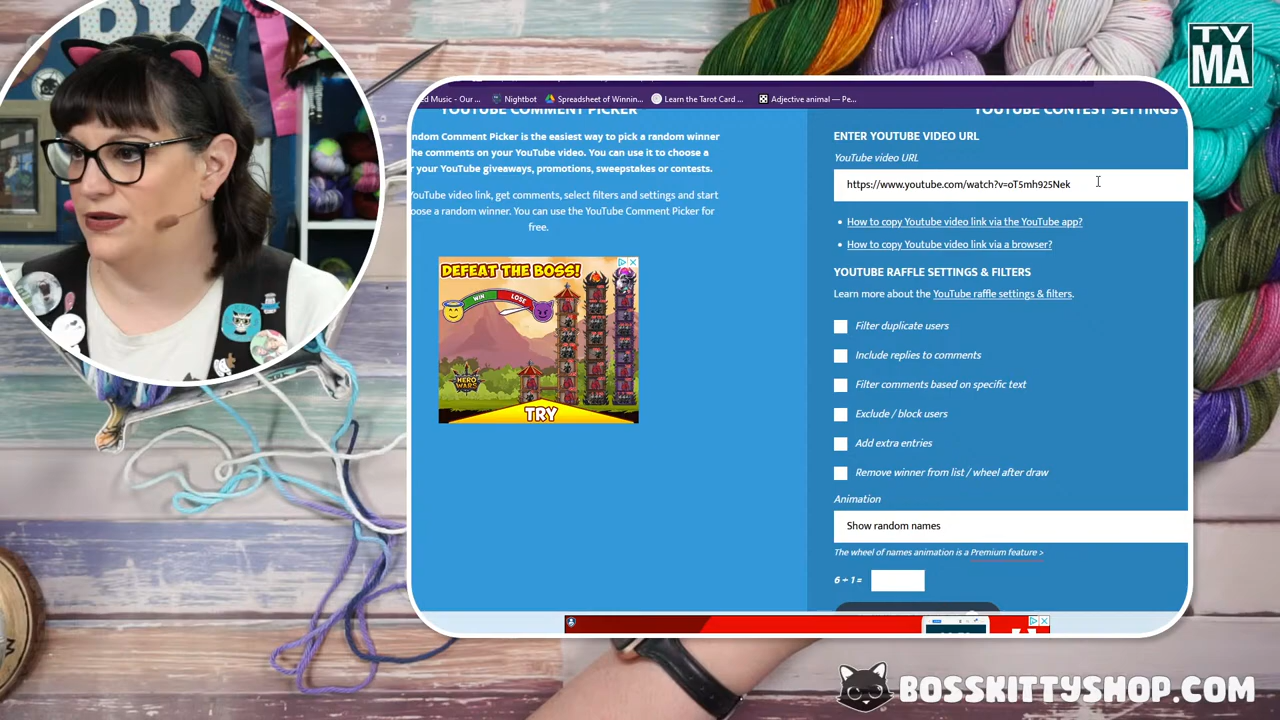 TV
MA
ed Music - Our ...
Nightbot
Spreadsheet of Winnin...
Learn the Tarot Card ...
Adjective animal — Pe...
YOUTUBE COMMENT PICKER
YOUTUBE CONTEST SETTINGS
ndom Comment Picker is the easiest way to pick a random winner
he comments on your YouTube video. You can use it to choose a
r your YouTube giveaways, promotions, sweepstakes or contests.
YouTube video link, get comments, select filters and settings and start
oose a random winner. You can use the YouTube Comment Picker for
free.
DEFEAT THE BOSS!
WIN
LOSE
HERO
WARS
TRY
ENTER YOUTUBE VIDEO URL
YouTube video URL
https://www.youtube.com/watch?v=oT5mh925Nek
• How to copy Youtube video link via the YouTube app?
• How to copy Youtube video link via a browser?
YOUTUBE RAFFLE SETTINGS & FILTERS
Learn more about the YouTube raffle settings & filters.
Filter duplicate users
Include replies to comments
Filter comments based on specific text
Exclude / block users
Add extra entries
Remove winner from list / wheel after draw
Animation
Show random names
The wheel of names animation is a Premium feature >
6 ÷ 1 =
BOSSKITTYSHOP.COM